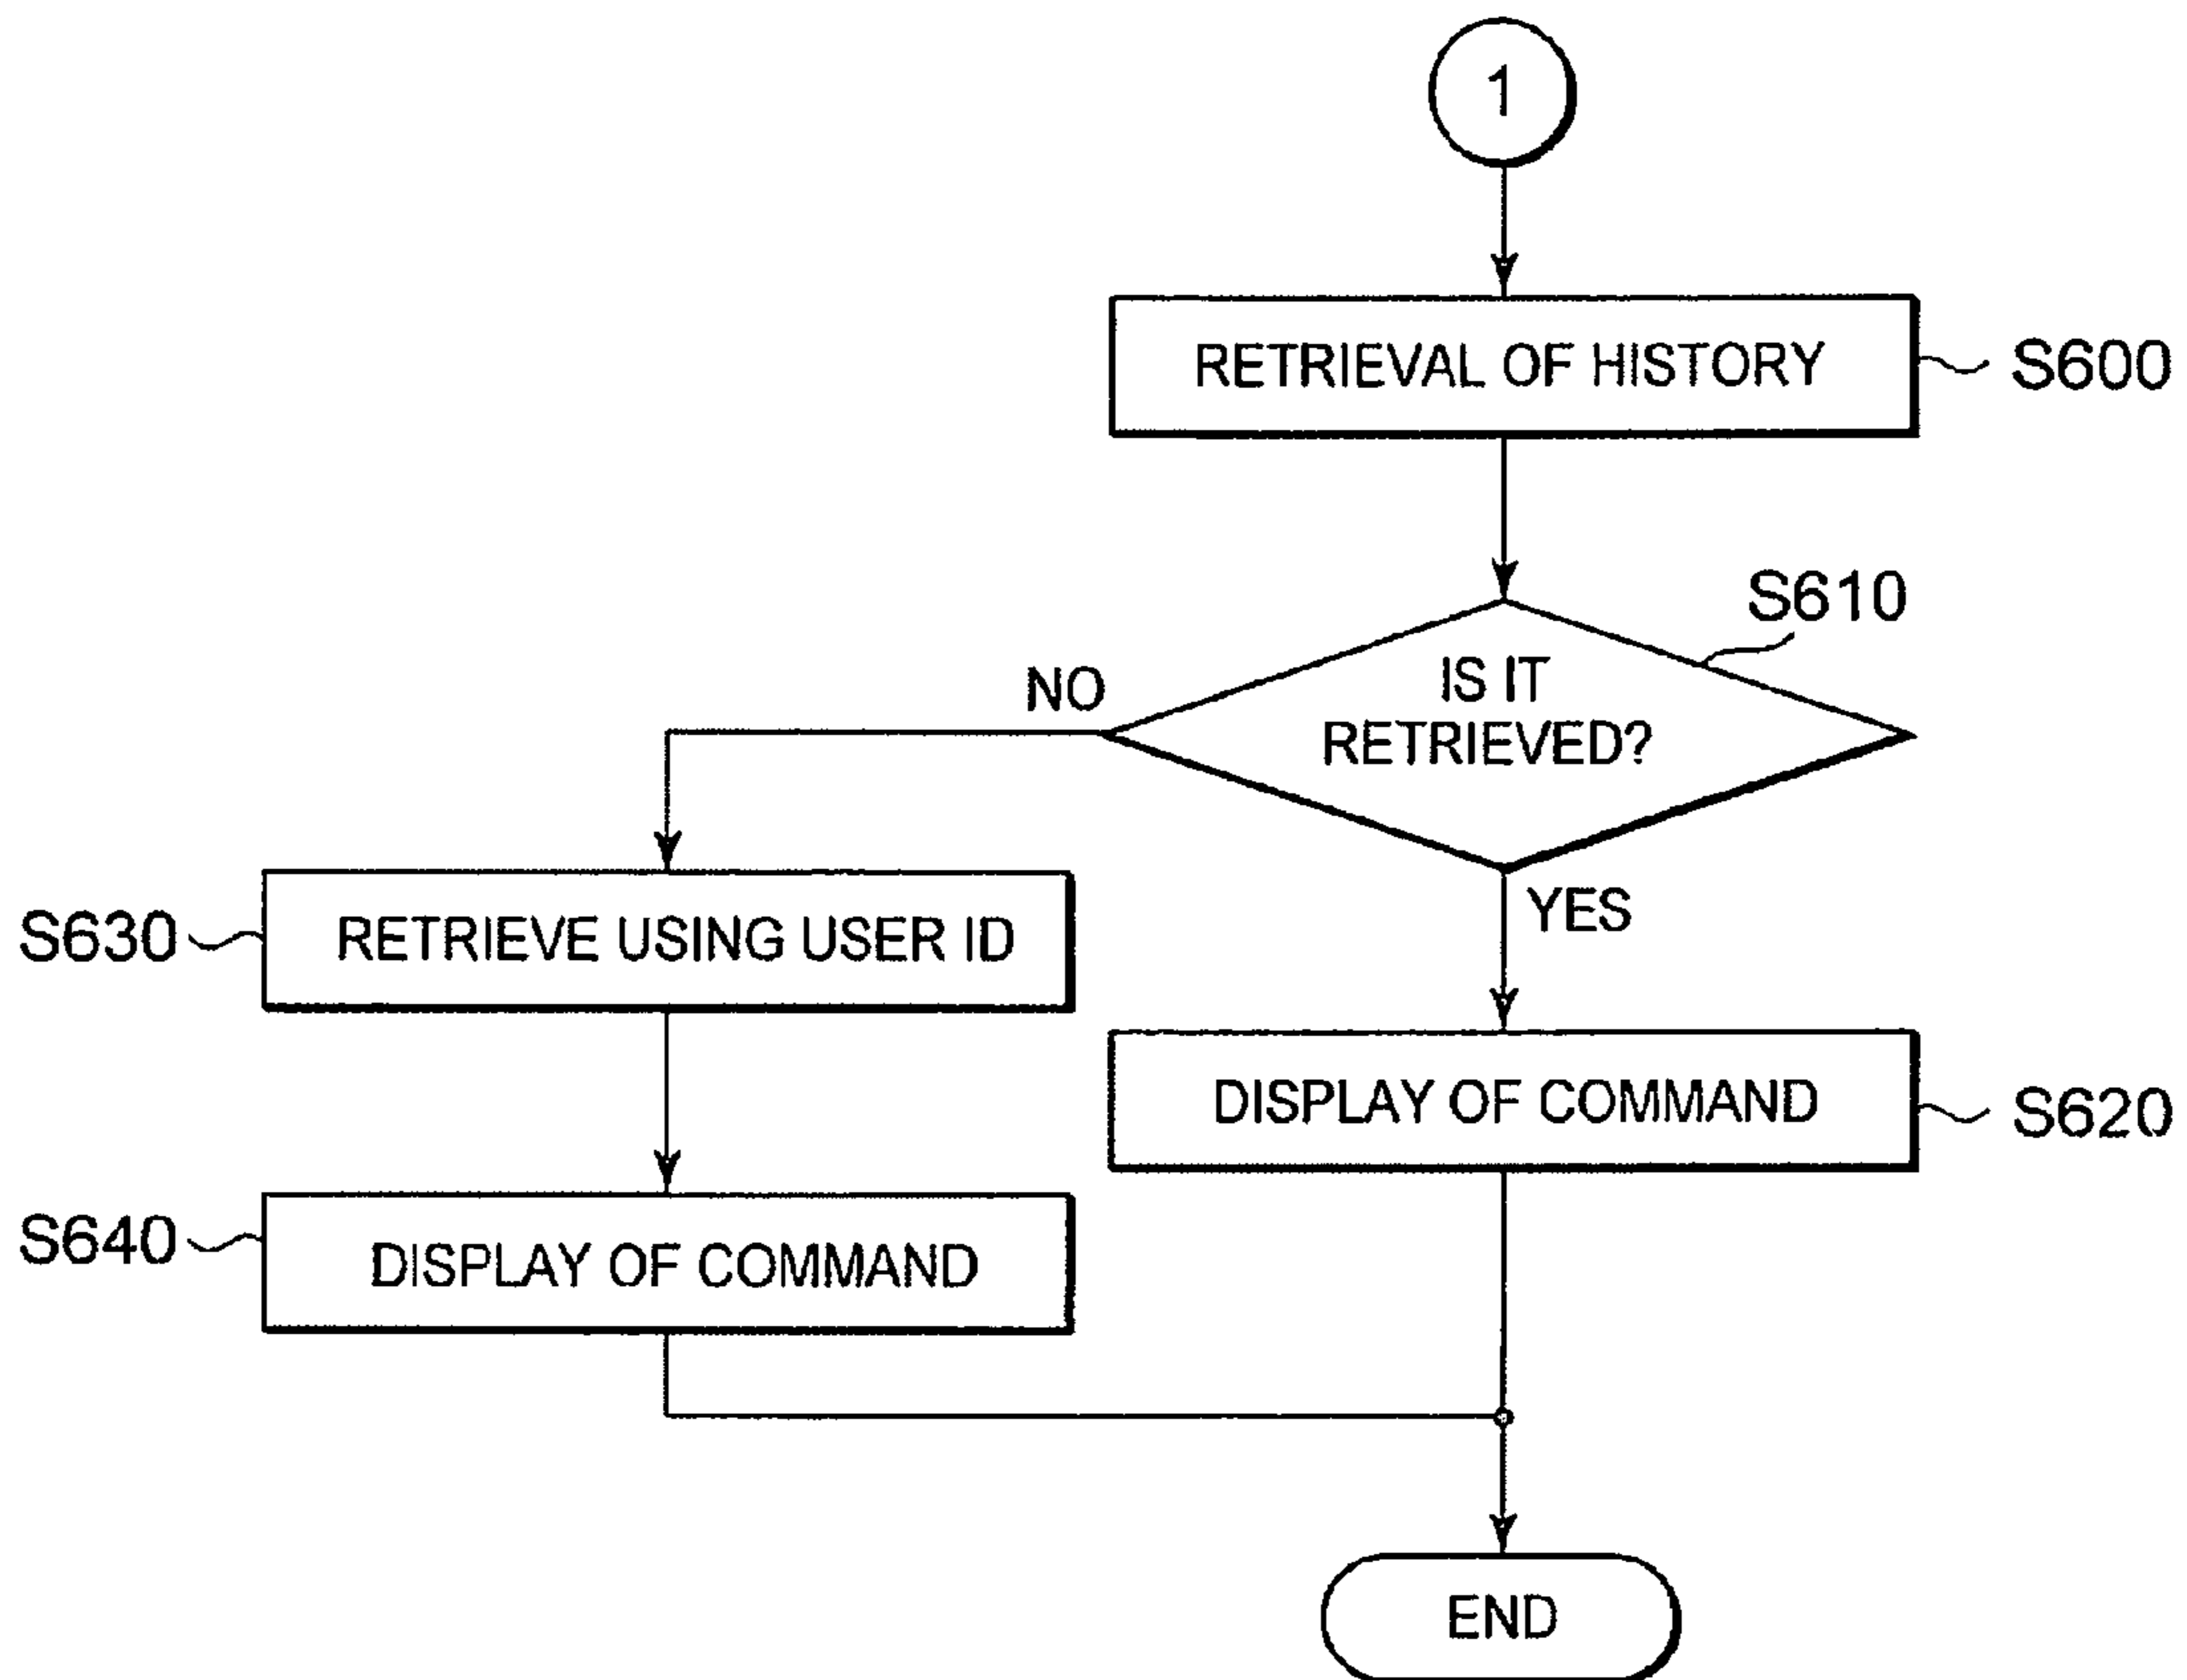 1
RETRIEVAL OF HISTORY
S600
S610
IS IT
RETRIEVED?
NO
YES
S630
RETRIEVE USING USER ID
DISPLAY OF COMMAND
S620
S640
DISPLAY OF COMMAND
END